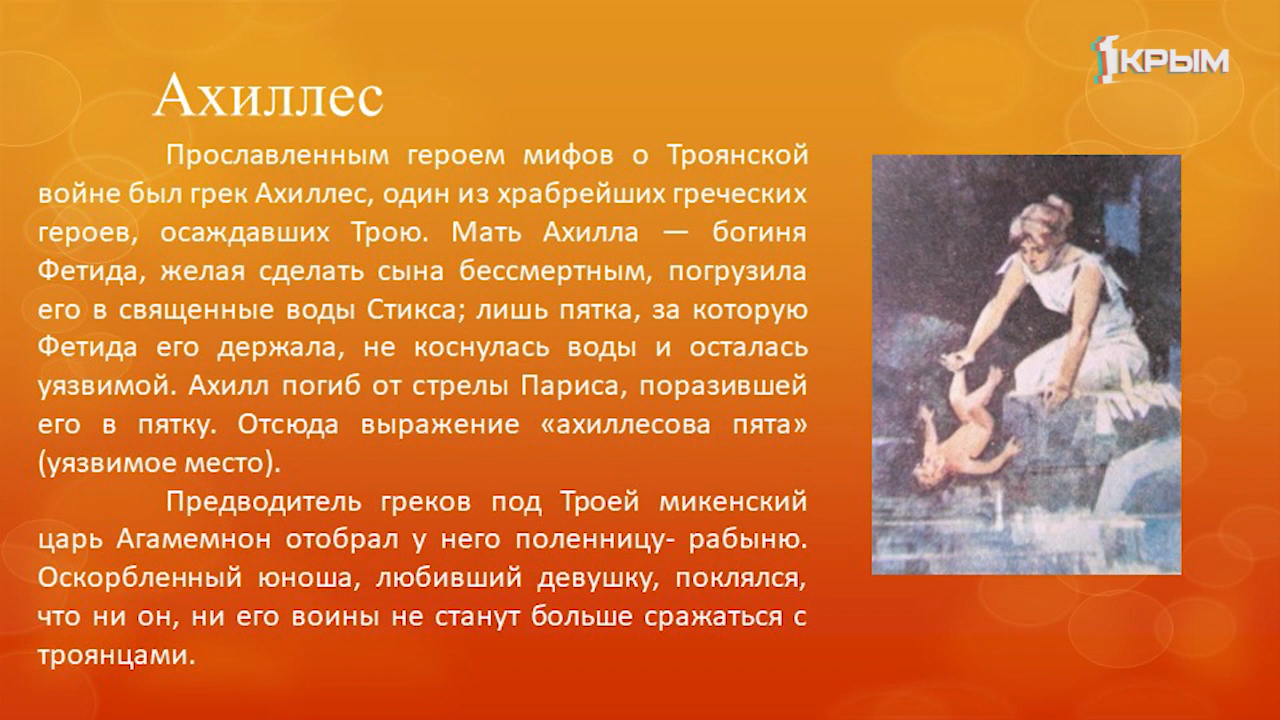 1КРЫМ
Ахиллес
Прославленным героем мифов о Троянской
войне был грек Ахиллес, один из храбрейших греческих
героев, осаждавших Трою. Мать Ахилла — богиня
Фетида, желая сделать сына бессмертным, погрузила
его в священные воды Стикса; лишь пятка, за которую
Фетида его держала, не коснулась воды и осталась
уязвимой. Ахилл погиб от стрелы Париса, поразившей
его в пятку. Отсюда выражение «ахиллесова пята»
(уязвимое место).
Предводитель греков под Троей микенский
царь Агамемнон отобрал у него поленницу- рабыню.
Оскорбленный юноша, любивший девушку, поклялся,
что ни он, ни его воины не станут больше сражаться с
троянцами.